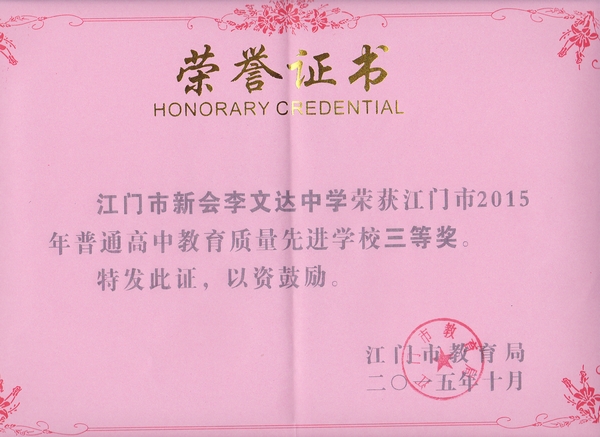 荣誉证书
HONORARY CREDENTIAL
江门市新会李文达中学荣获江门市2015
年普通高中教育质量先进学校三等奖。
特发此证，以资鼓励。
江门市教育局
二〇一五年十月